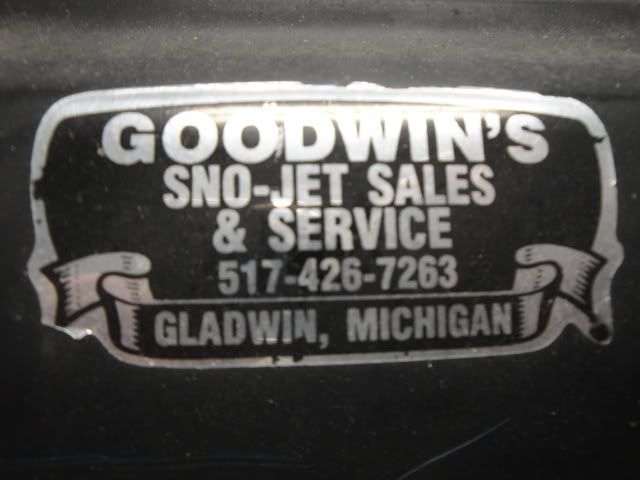 GOODWIN'S
SNO-JET SALES
& SERVICE
517-426-7263
GLADWIN, MICHIGAN